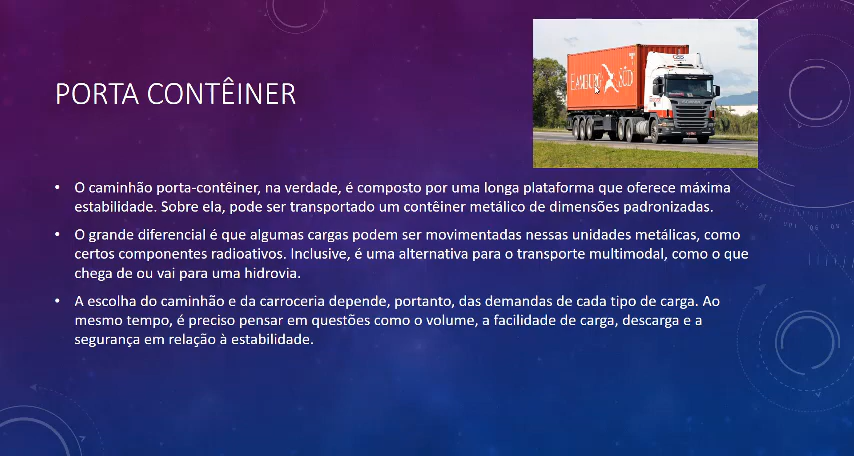 PORTA CONTÊINER
HAMBURG SÜD
• O caminhão porta-contêiner, na verdade, é composto por uma longa plataforma que oferece máxima
estabilidade. Sobre ela, pode ser transportado um contêiner metálico de dimensões padronizadas.
• O grande diferencial é que algumas cargas podem ser movimentadas nessas unidades metálicas, como
certos componentes radioativos. Inclusive, é uma alternativa para o transporte multimodal, como o que
chega de ou vai para uma hidrovia.
• A escolha do caminhão e da carroceria depende, portanto, das demandas de cada tipo de carga. Ao
mesmo tempo, é preciso pensar em questões como o volume, a facilidade de carga, descarga e a
segurança em relação à estabilidade.